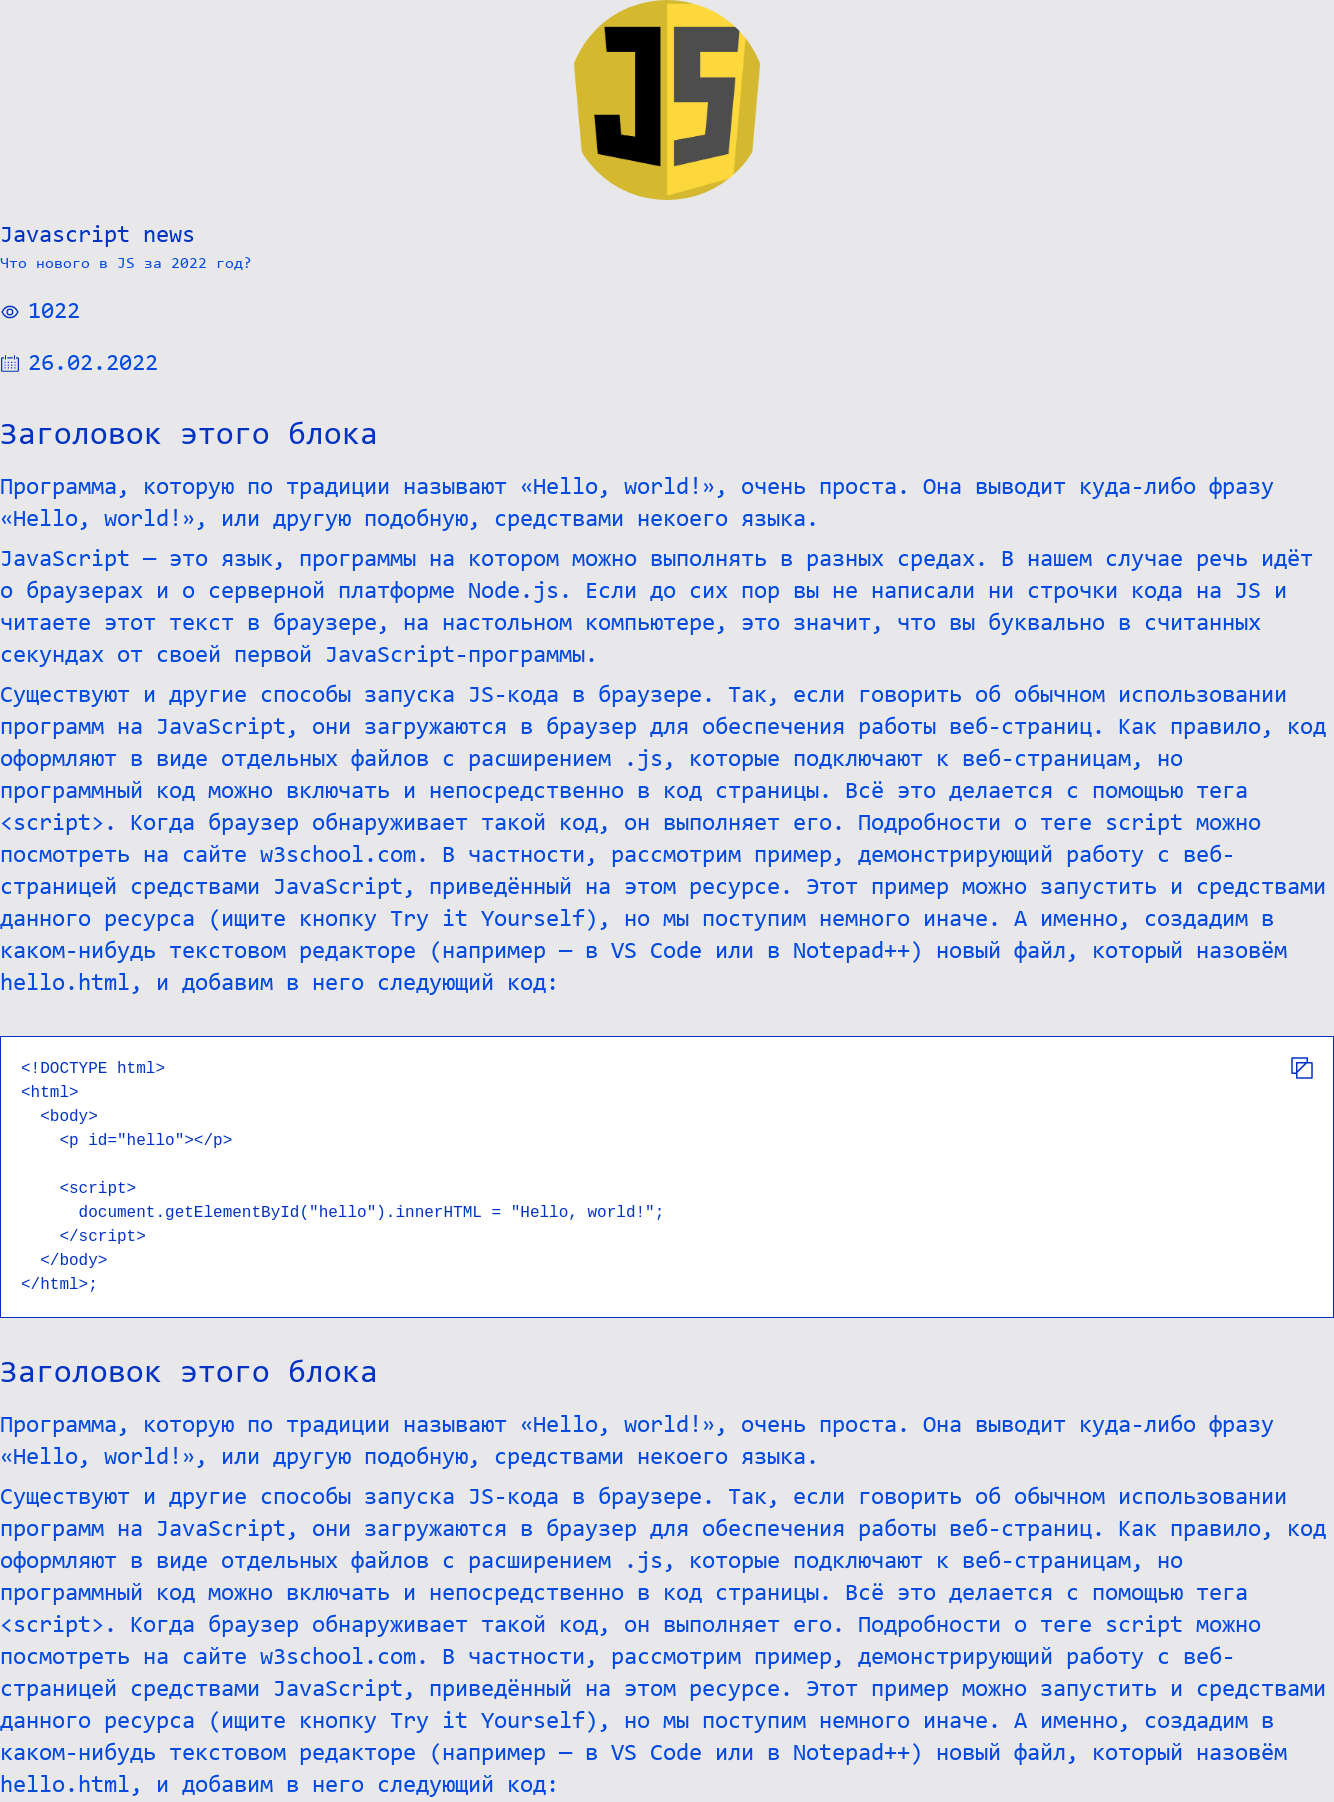 JS
Javascript news
Что нового в JS за 2022 год?
1022
26.02.2022
Заголовок этого блока
Программа, которую по традиции называют «Hello, world!», очень проста. Она выводит куда-либо фразу
«Hello, world!», или другую подобную, средствами некоего языка.
JavaScript — это язык, программы на котором можно выполнять в разных средах. В нашем случае речь идёт
о браузерах и о серверной платформе Node.js. Если до сих пор вы не написали ни строчки кода на JS и
читаете этот текст в браузере, на настольном компьютере, это значит, что вы буквально в считанных
секундах от своей первой JavaScript-программы.
Существуют и другие способы запуска JS-кода в браузере. Так, если говорить об обычном использовании
программ на JavaScript, они загружаются в браузер для обеспечения работы веб-страниц. Как правило, код
оформляют в виде отдельных файлов с расширением .js, которые подключают к веб-страницам, но
программный код можно включать и непосредственно в код страницы. Всё это делается с помощью тега
<script>. Когда браузер обнаруживает такой код, он выполняет его. Подробности о теге script можно
посмотреть на сайте w3school.com. В частности, рассмотрим пример, демонстрирующий работу с веб-
страницей средствами JavaScript, приведённый на этом ресурсе. Этот пример можно запустить и средствами
данного ресурса (ищите кнопку Try it Yourself), но мы поступим немного иначе. А именно, создадим в
каком-нибудь текстовом редакторе (например — в VS Code или в Notepad++) новый файл, который назовём
hello.html, и добавим в него следующий код:
<!DOCTYPE html>
<html>
  <body>
    <p id="hello"></p>
    <script>
      document.getElementById("hello").innerHTML = "Hello, world!";
    </script>
  </body>
</html>;
Заголовок этого блока
Программа, которую по традиции называют «Hello, world!», очень проста. Она выводит куда-либо фразу
«Hello, world!», или другую подобную, средствами некоего языка.
Существуют и другие способы запуска JS-кода в браузере. Так, если говорить об обычном использовании
программ на JavaScript, они загружаются в браузер для обеспечения работы веб-страниц. Как правило, код
оформляют в виде отдельных файлов с расширением .js, которые подключают к веб-страницам, но
программный код можно включать и непосредственно в код страницы. Всё это делается с помощью тега
<script>. Когда браузер обнаруживает такой код, он выполняет его. Подробности о теге script можно
посмотреть на сайте w3school.com. В частности, рассмотрим пример, демонстрирующий работу с веб-
страницей средствами JavaScript, приведённый на этом ресурсе. Этот пример можно запустить и средствами
данного ресурса (ищите кнопку Try it Yourself), но мы поступим немного иначе. А именно, создадим в
каком-нибудь текстовом редакторе (например — в VS Code или в Notepad++) новый файл, который назовём
hello.html, и добавим в него следующий код: